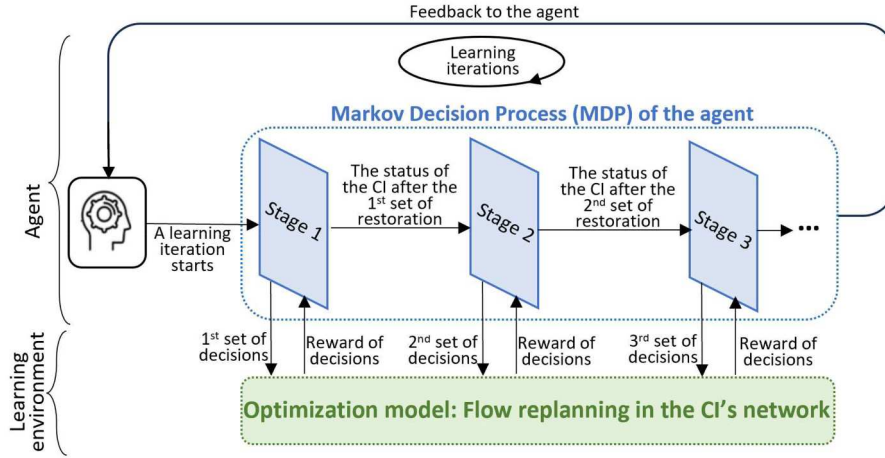 Feedback to the agent
Learning
iterations
Markov Decision Process (MDP) of the agent
Agent
A learning
iteration
starts
Stage 1
The status of
the CI after the
1st set of
restoration
Stage 2
The status of
the CI after the
2nd set of
restoration
Stage 3
...
Learning
environment
1st set of
decisions
Reward of
decisions
2nd set of
decisions
Reward of
decisions
3rd set of
decisions
Reward of
decisions
Optimization model: Flow replanning in the CI's network